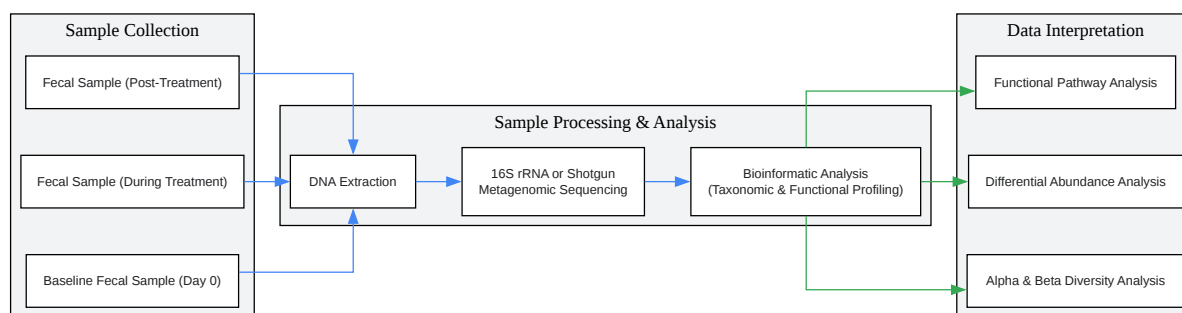 Sample Collection
Fecal Sample (Post-Treatment)
Fecal Sample (During Treatment)
Baseline Fecal Sample (Day 0)
Sample Processing & Analysis
DNA Extraction
16S rRNA or Shotgun
Metagenomic Sequencing
Bioinformatic Analysis
(Taxonomic & Functional Profiling)
Data Interpretation
Functional Pathway Analysis
Differential Abundance Analysis
Alpha & Beta Diversity Analysis